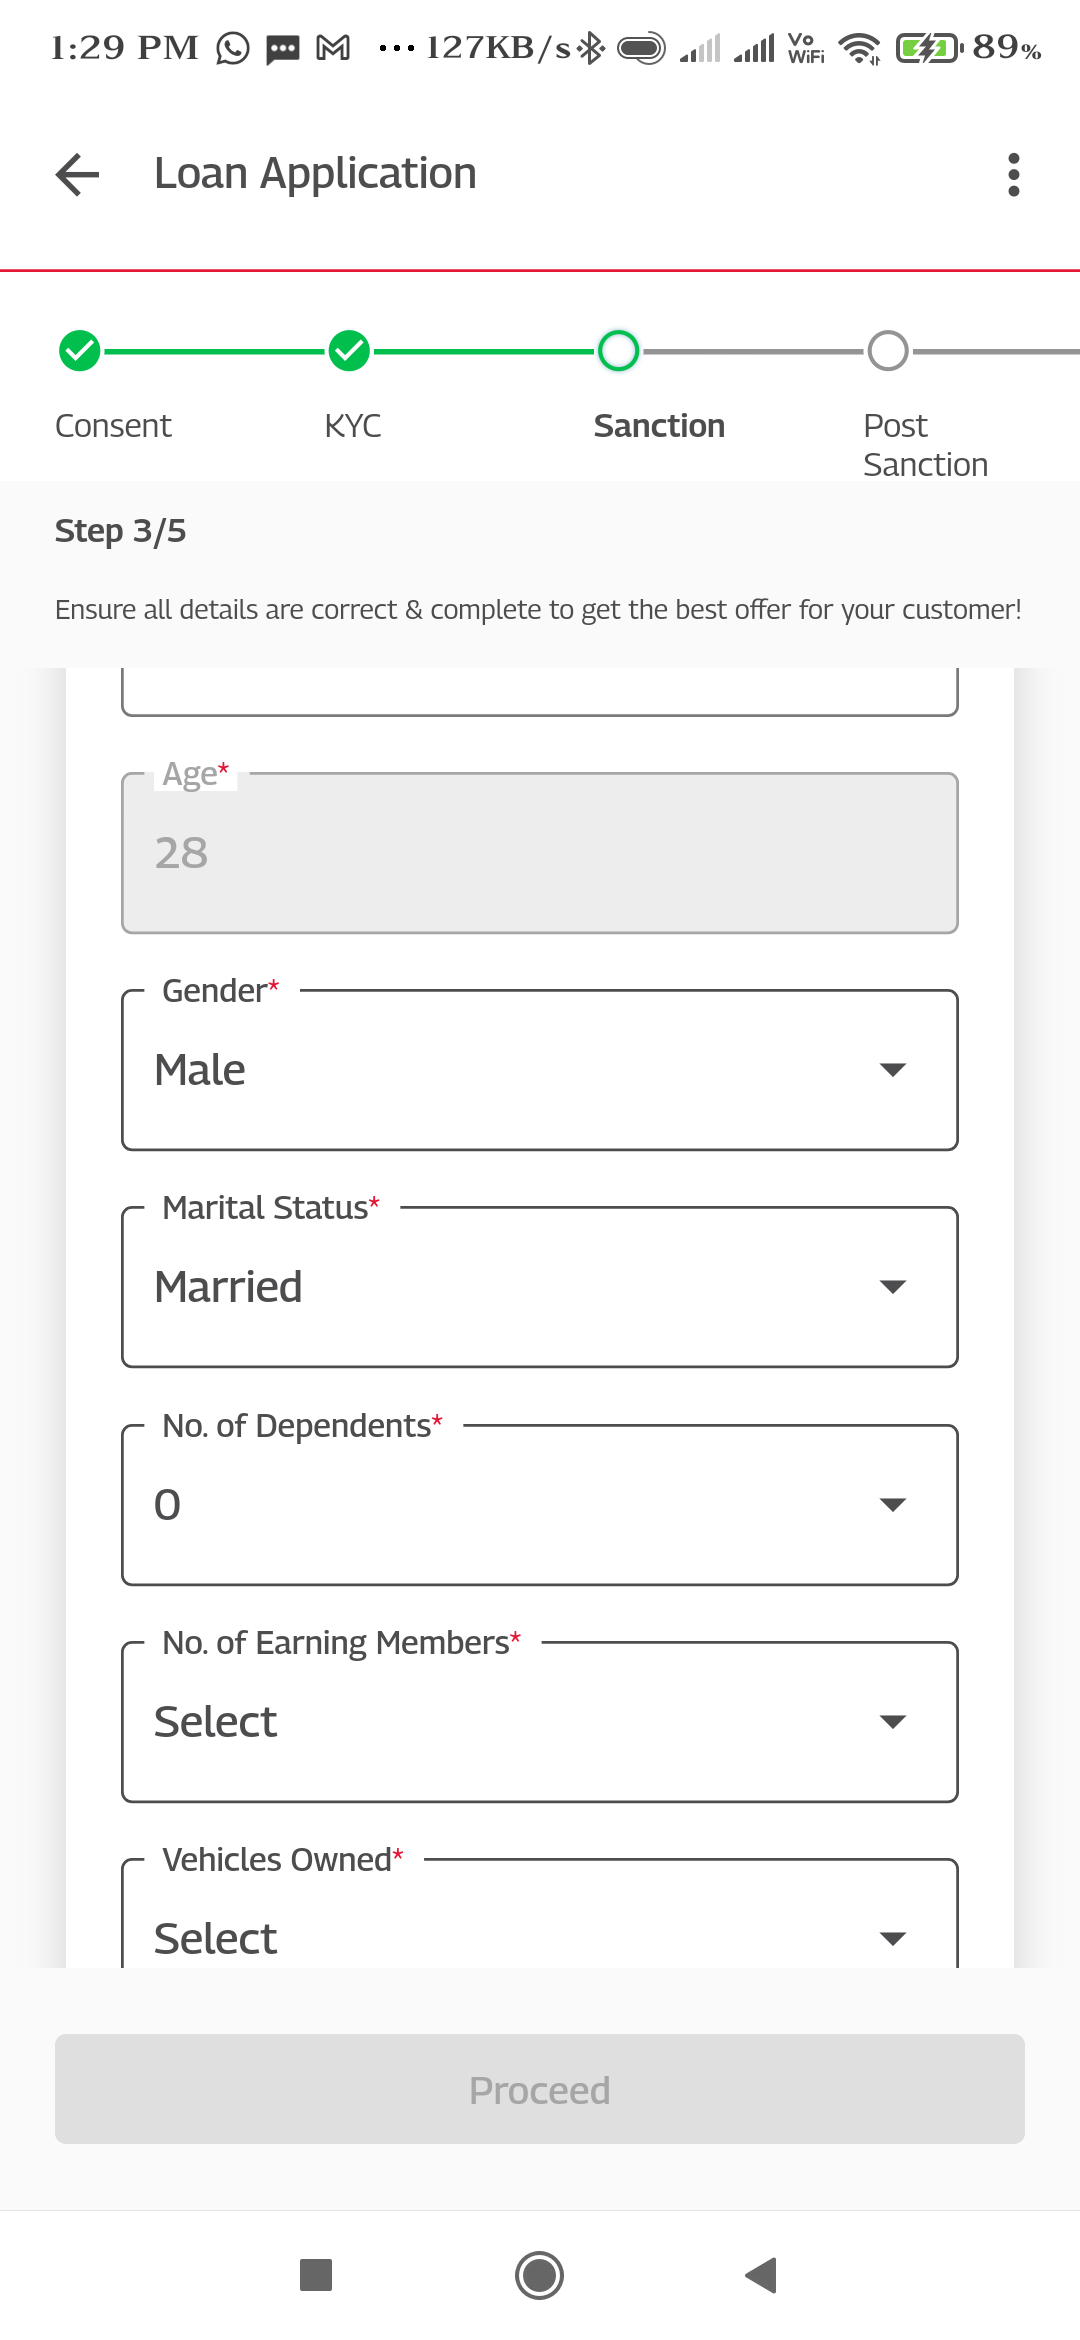 1:29 PM ... 127KB/s Vo WiFi 89%
Loan Application
Consent KYC Sanction Post Sanction
Step 3/5
Ensure all details are correct & complete to get the best offer for your customer!
Age*
28
Gender*
Male
Marital Status*
Married
No. of Dependents*
0
No. of Earning Members*
Select
Vehicles Owned*
Select
Proceed